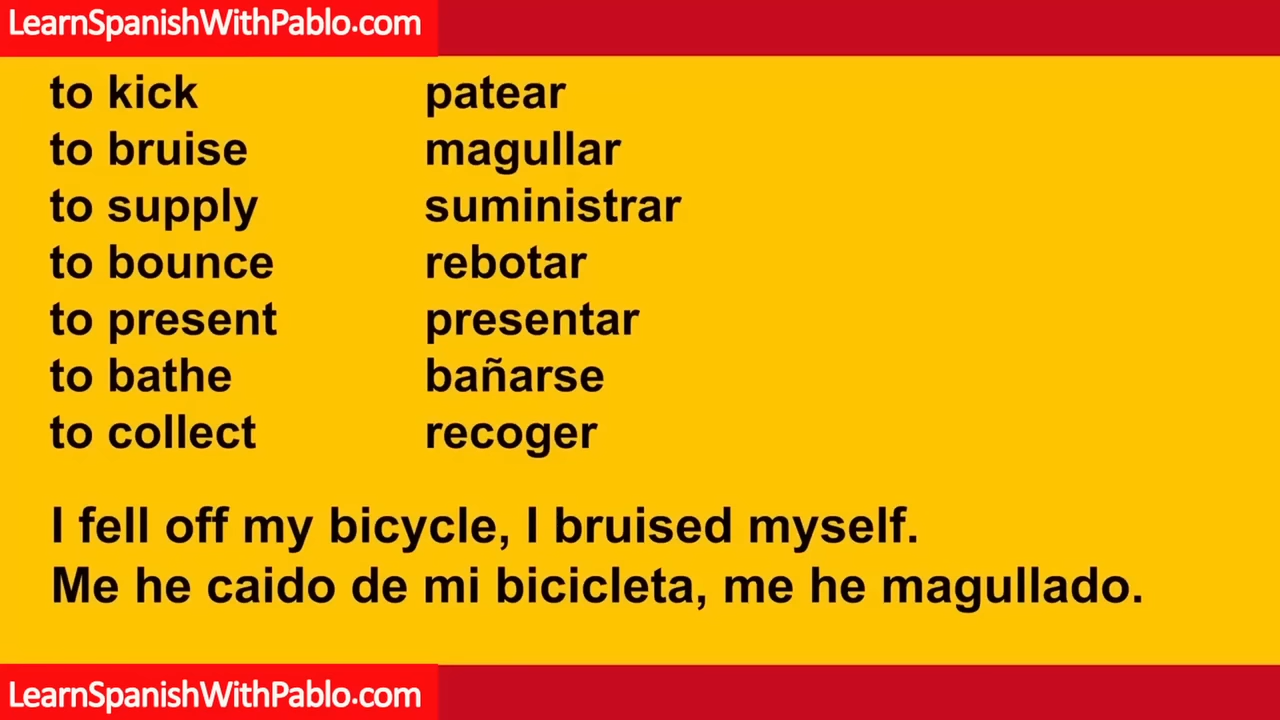 LearnSpanishWithPablo.com
to kick patear
to bruise magullar
to supply suministrar
to bounce rebotar
to present presentar
to bathe bañarse
to collect recoger
I fell off my bicycle, I bruised myself.
Me he caido de mi bicicleta, me he magullado.
LearnSpanishWithPablo.com